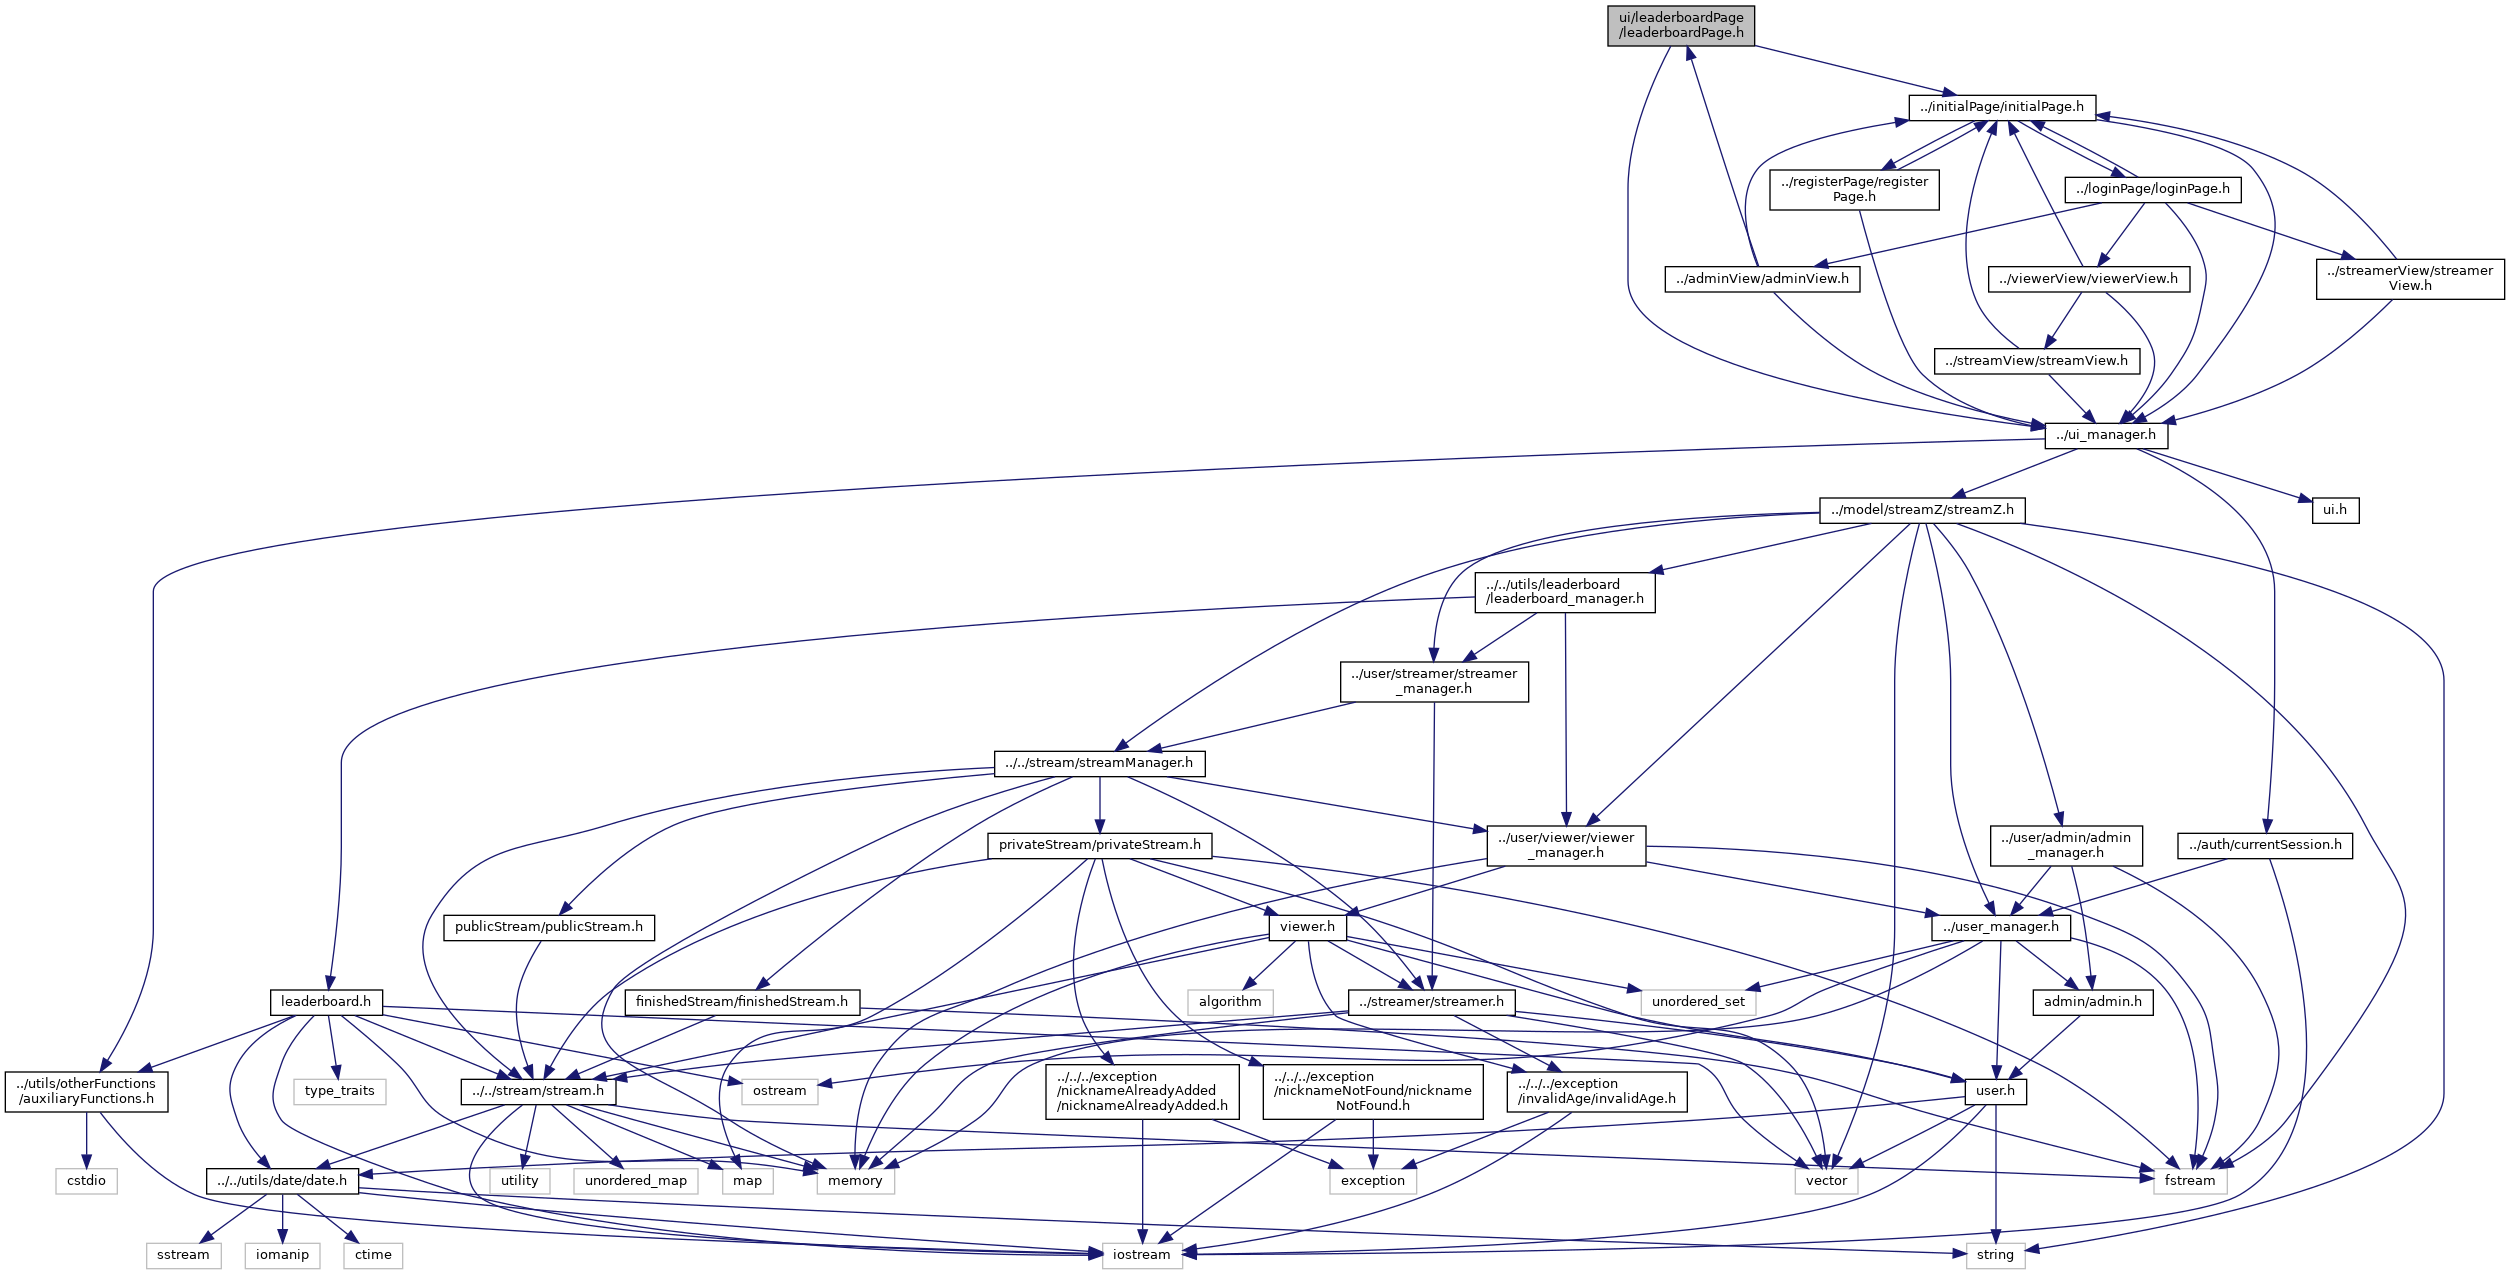 ui/leaderboardPage
/leaderboardPage.h
../initialPage/initialPage.h
../registerPage/register
Page.h
../loginPage/loginPage.h
../adminView/adminView.h
../viewerView/viewerView.h
../streamerView/streamer
View.h
../streamView/streamView.h
../ui_manager.h
../model/streamZ/streamZ.h
ui.h
../../utils/leaderboard
/leaderboard_manager.h
../user/streamer/streamer
_manager.h
../../stream/streamManager.h
privateStream/privateStream.h
../user/viewer/viewer
_manager.h
../user/admin/admin
_manager.h
../auth/currentSession.h
publicStream/publicStream.h
viewer.h
../user_manager.h
leaderboard.h
finishedStream/finishedStream.h
algorithm
../streamer/streamer.h
unordered_set
admin/admin.h
../utils/otherFunctions
/auxiliaryFunctions.h
type_traits
../../stream/stream.h
ostream
../../../exception
/nicknameAlreadyAdded
/nicknameAlreadyAdded.h
../../../exception
/nicknameNotFound/nickname
NotFound.h
../../../exception
/invalidAge/invalidAge.h
user.h
cstdio
../../utils/date/date.h
utility
unordered_map
map
memory
exception
vector
fstream
sstream
iomanip
ctime
iostream
string